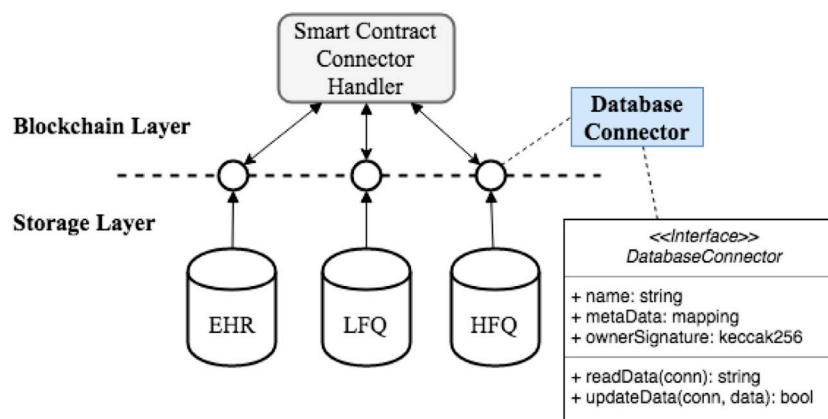 Smart Contract
Connector
Handler
Database
Connector
Blockchain Layer
Storage Layer
EHR
LFQ
HFQ
<<Interface>>
DatabaseConnector
+ name: string
+ metaData: mapping
+ ownerSignature: keccak256
+ readData(conn): string
+ updateData(conn, data): bool